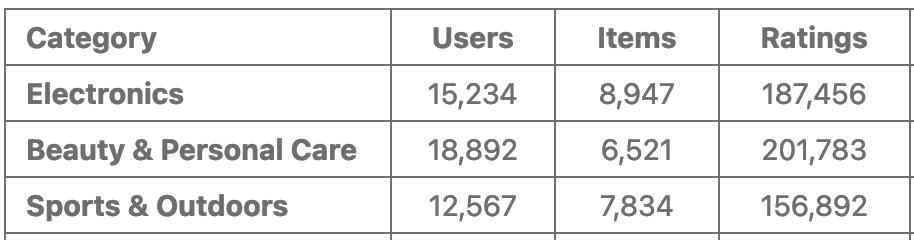 Category Users Items Ratings
Electronics 15,234 8,947 187,456
Beauty & Personal Care 18,892 6,521 201,783
Sports & Outdoors 12,567 7,834 156,892